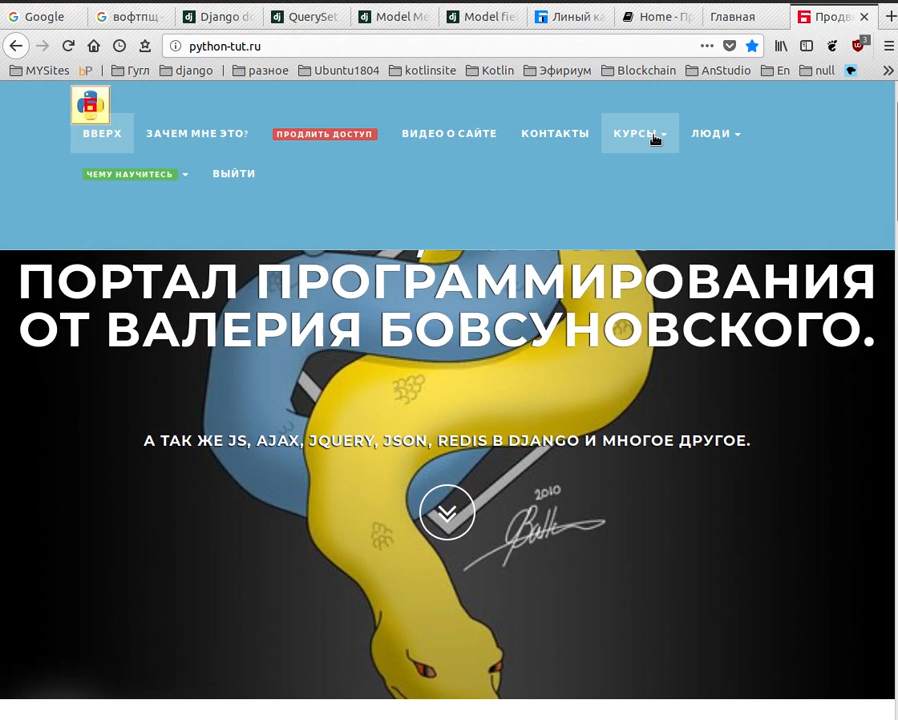 Google
вофтпщ
Django do
QuerySet
Model Me
Model fie
Линый ка
Home - Пр
Главная
Продв
python-tut.ru
3
MYSites
bP
Гугл
django
разное
Ubuntu1804
kotlinsite
Kotlin
Эфириум
Blockchain
AnStudio
En
null
ВВЕРХ ЗАЧЕМ МНЕ ЭТО? ПРОДЛИТЬ ДОСТУП ВИДЕО О САЙТЕ КОНТАКТЫ КУРСЫ ЛЮДИ
ЧЕМУ НАУЧИТЕСЬ ВЫЙТИ
ПОРТАЛ ПРОГРАММИРОВАНИЯ
ОТ ВАЛЕРИЯ БОВСУНОВСКОГО.
А ТАК ЖЕ JS, AJAX, JQUERY, JSON, REDIS В DJANGO И МНОГОЕ ДРУГОЕ.
2010